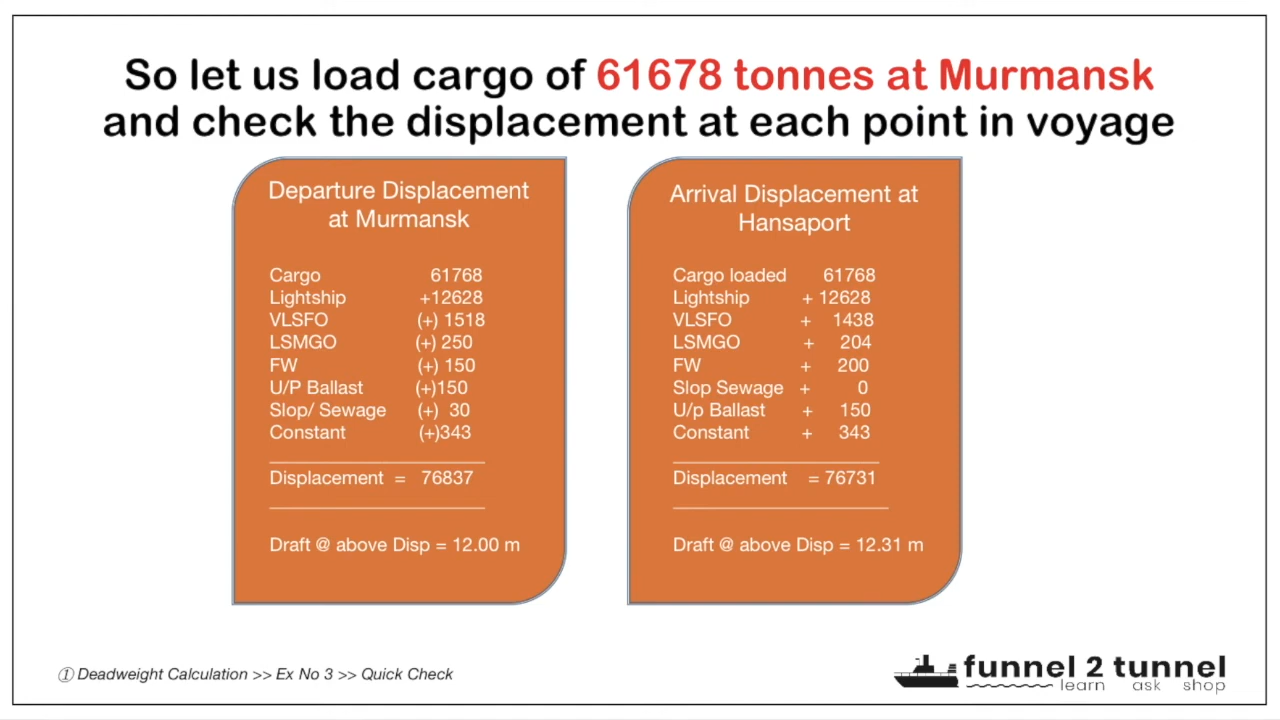 So let us load cargo of 61678 tonnes at Murmansk
and check the displacement at each point in voyage
Departure Displacement
at Murmansk
Cargo 61768
Lightship +12628
VLSFO (+) 1518
LSMGO (+) 250
FW (+) 150
U/P Ballast (+)150
Slop/ Sewage (+) 30
Constant (+)343
Displacement = 76837
Draft @ above Disp = 12.00 m
Arrival Displacement at
Hansaport
Cargo loaded 61768
Lightship + 12628
VLSFO + 1438
LSMGO + 204
FW + 200
Slop Sewage + 0
U/p Ballast + 150
Constant + 343
Displacement = 76731
Draft @ above Disp = 12.31 m
① Deadweight Calculation >> Ex No 3 >> Quick Check
funnel 2 tunnel
learn ask shop